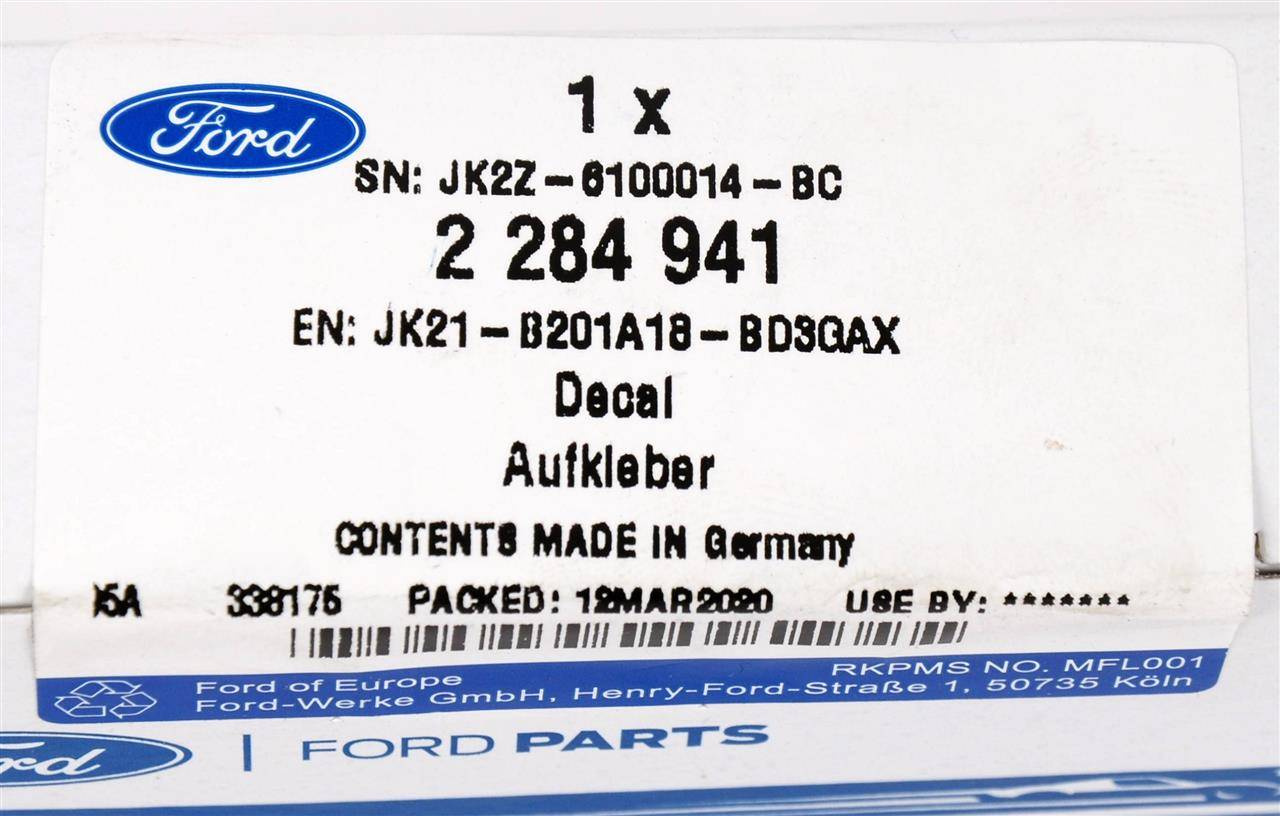 Ford
1 x
SN: JK2Z-6100014-BC
2 284 941
EN: JK21-B201A18-BD3GAX
Decal
Aufkleber
CONTENTS MADE IN Germany
338175 PACKED: 12MAR2020 USE BY: *******
RKPMS NO. MFL001
Ford of Europe
Ford-Werke GmbH, Henry-Ford-Straße 1, 50735 Köln
FORD PARTS